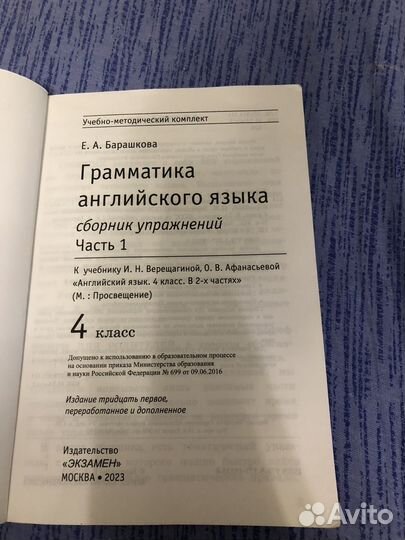 Учебно-методический комплект
Е. А. Барашкова
Грамматика
английского языка
сборник упражнений
Часть 1
К учебнику И. Н. Верещагиной, О. В. Афанасьевой
«Английский язык. 4 класс. В 2-х частях»
(М. : Просвещение)
4 класс
Допущено к использованию в образовательном процессе
на основании приказа Министерства образования
и науки Российской Федерации № 699 от 09.06.2016
Издание тридцать первое,
переработанное и дополненное
Издательство
«ЭКЗАМЕН»
МОСКВА • 2023
Avito